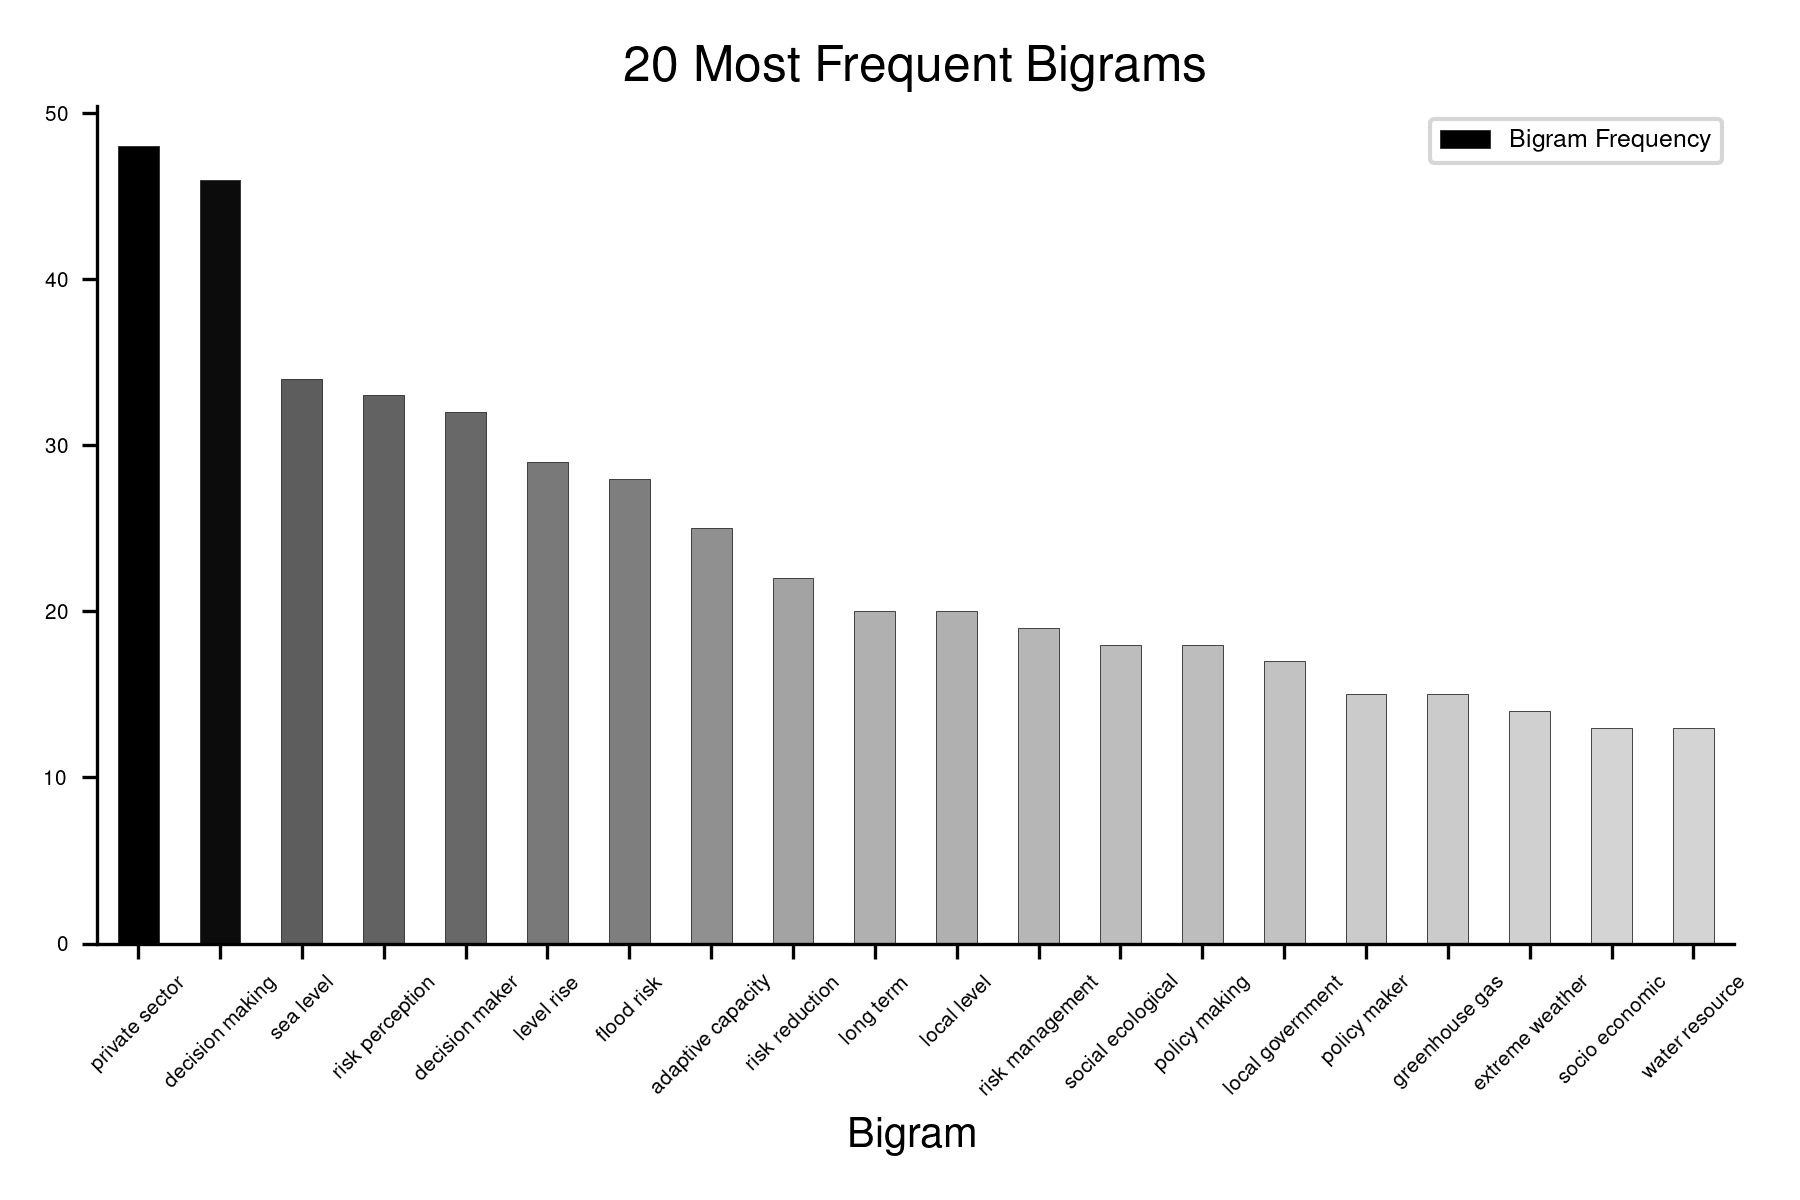 20 Most Frequent Bigrams
Bigram Frequency
50
40
30
20
10
0
private sector
decision making
sea level
risk perception
decision maker
level rise
flood risk
adaptive capacity
risk reduction
long term
local level
risk management
social ecological
policy making
local government
policy maker
greenhouse gas
extreme weather
socio economic
water resource
Bigram